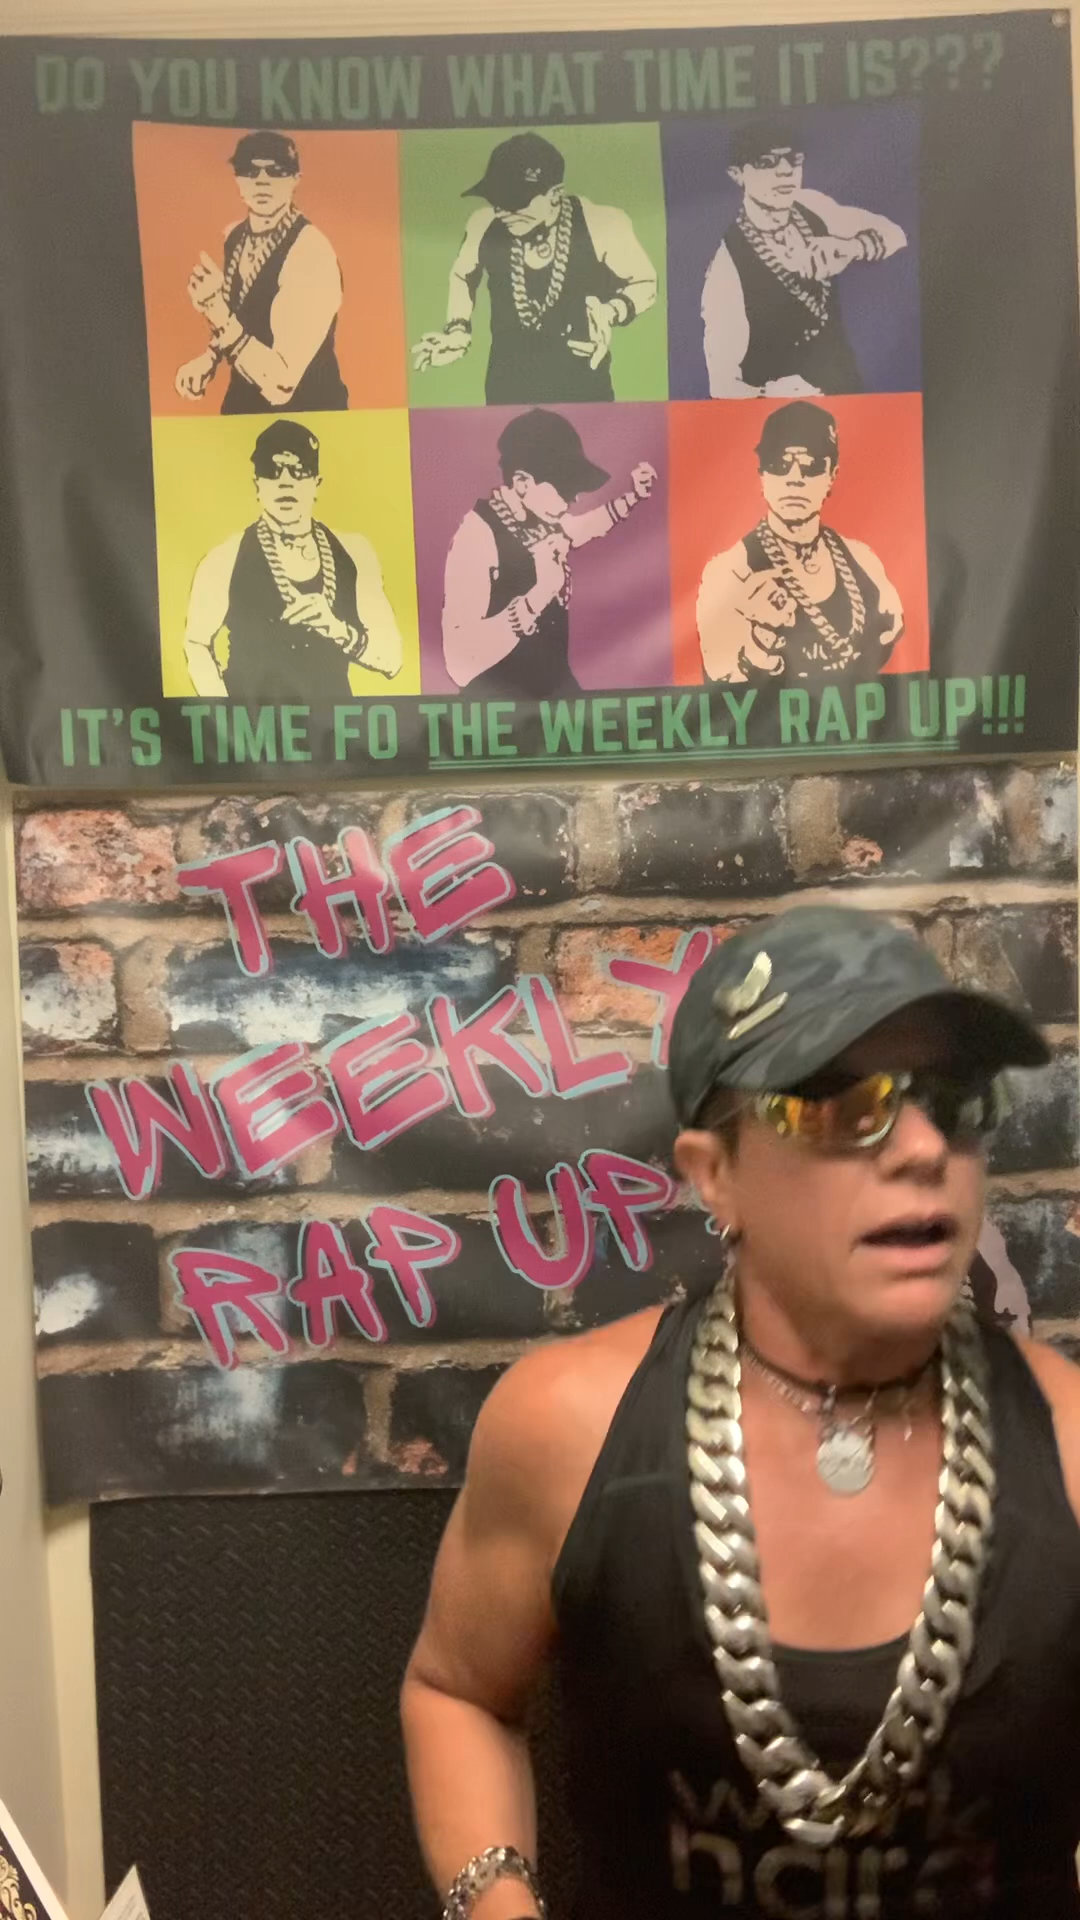 DO YOU KNOW WHAT TIME IT IS???
IT'S TIME FO THE WEEKLY RAP UP!!!
THE
WEEKLY
RAP UP